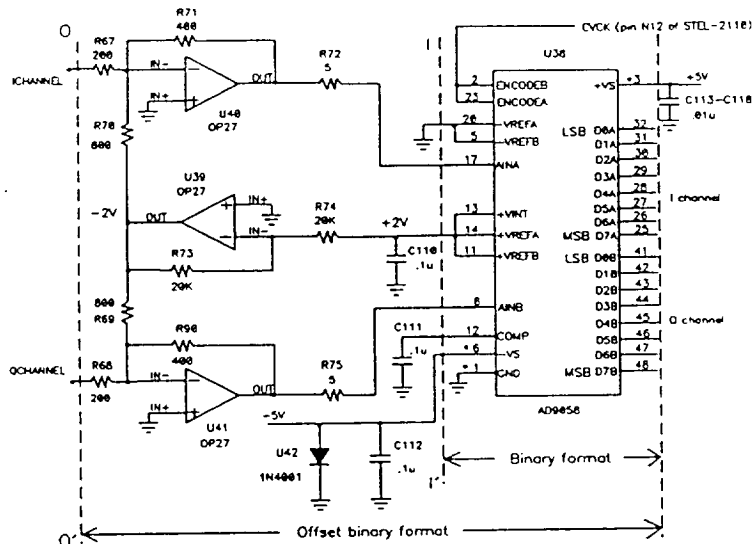 O
R71
400
R67
200
ICHANNEL
IN-
IN+
OUT
U40
OP27
R72
5
R70
800
-2V
U39
OP27
OUT
IN+
IN-
R74
20K
+2V
C110
.1u
R73
20K
800
R69
R90
400
QCHANNEL
R68
200
IN-
IN+
OUT
U41
OP27
R75
5
-5V
U42
1N4001
C112
.1u
C111
.1u
I
I'
CVCK (pin N12 of STEL-2110)
U38
2 ENCODEB
23 ENCODEA
20 -VREFA
5 -VREFB
17 AINA
13 +VINT
14 +VREFA
11 +VREFB
8 AINB
12 COMP
*6 -VS
*1 GND
+VS *3
+5V
C113-C118
.01u
LSB D0A 32
D1A 31
D2A 30
D3A 29
D4A 28
D5A 27
D6A 26
MSB D7A 25
I channel
LSB D0B 41
D1B 42
D2B 43
D3B 44
D4B 45
D5B 46
D6B 47
MSB D7B 48
Q channel
AD9058
Binary format
O'
Offset binary format